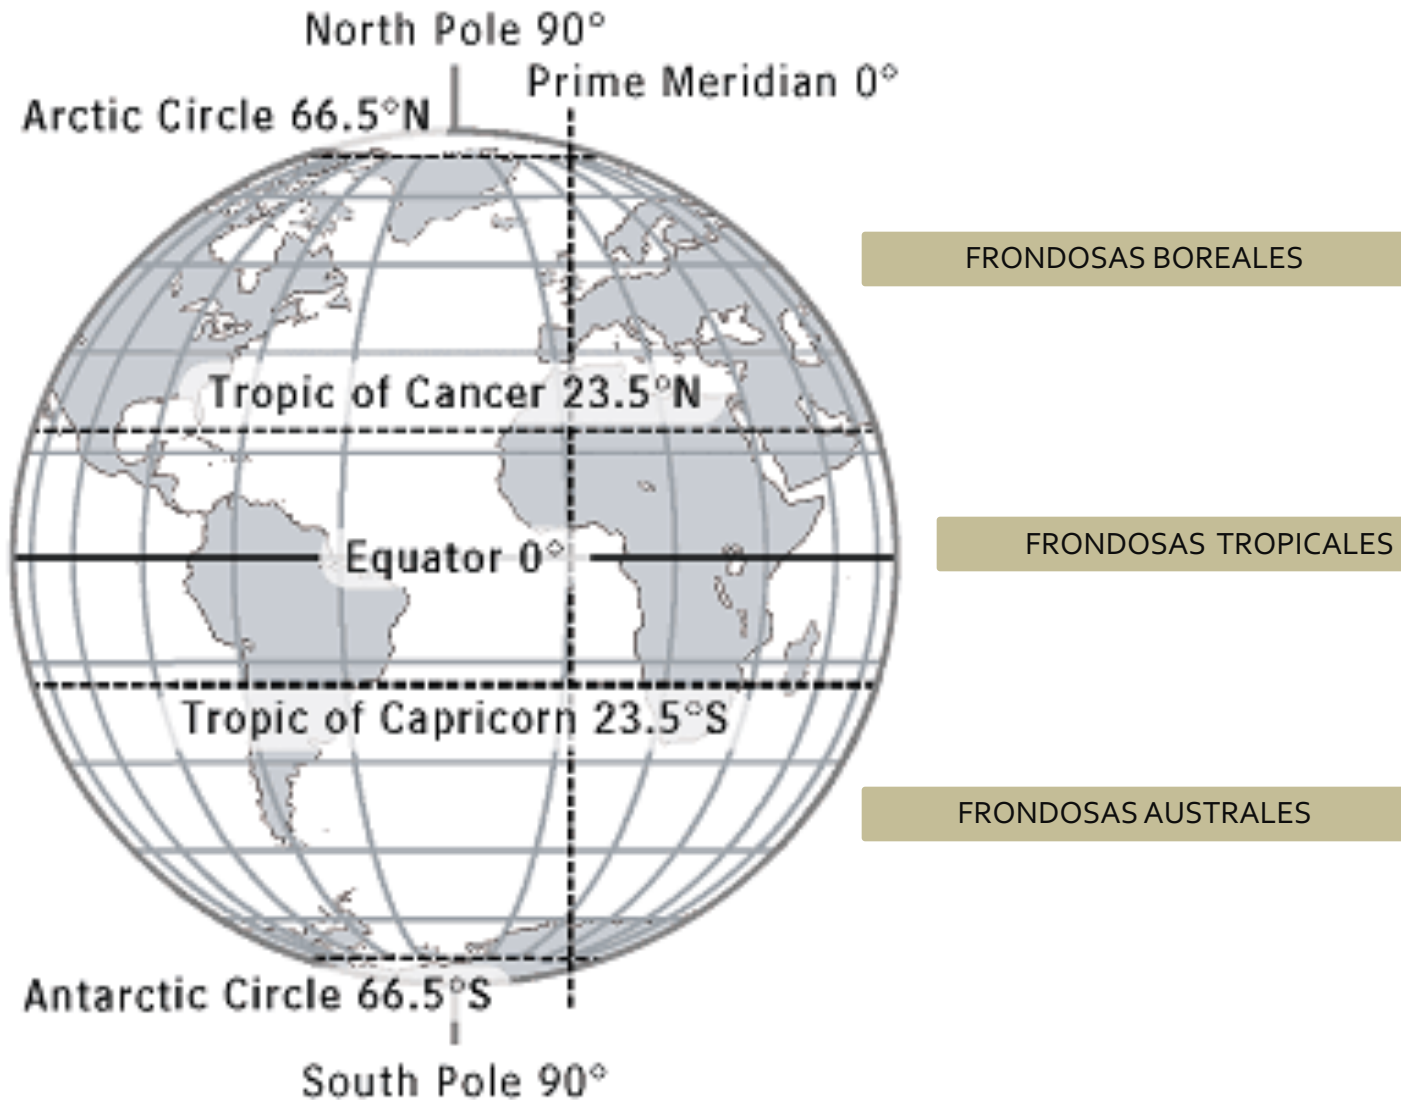 North Pole 90°
Prime Meridian 0°
Arctic Circle 66.5°N
FRONDOSAS BOREALES
Tropic of Cancer 23.5°N
FRONDOSAS TROPICALES
Equator 0°
Tropic of Capricorn 23.5°S
FRONDOSAS AUSTRALES
Antarctic Circle 66.5°S
South Pole 90°